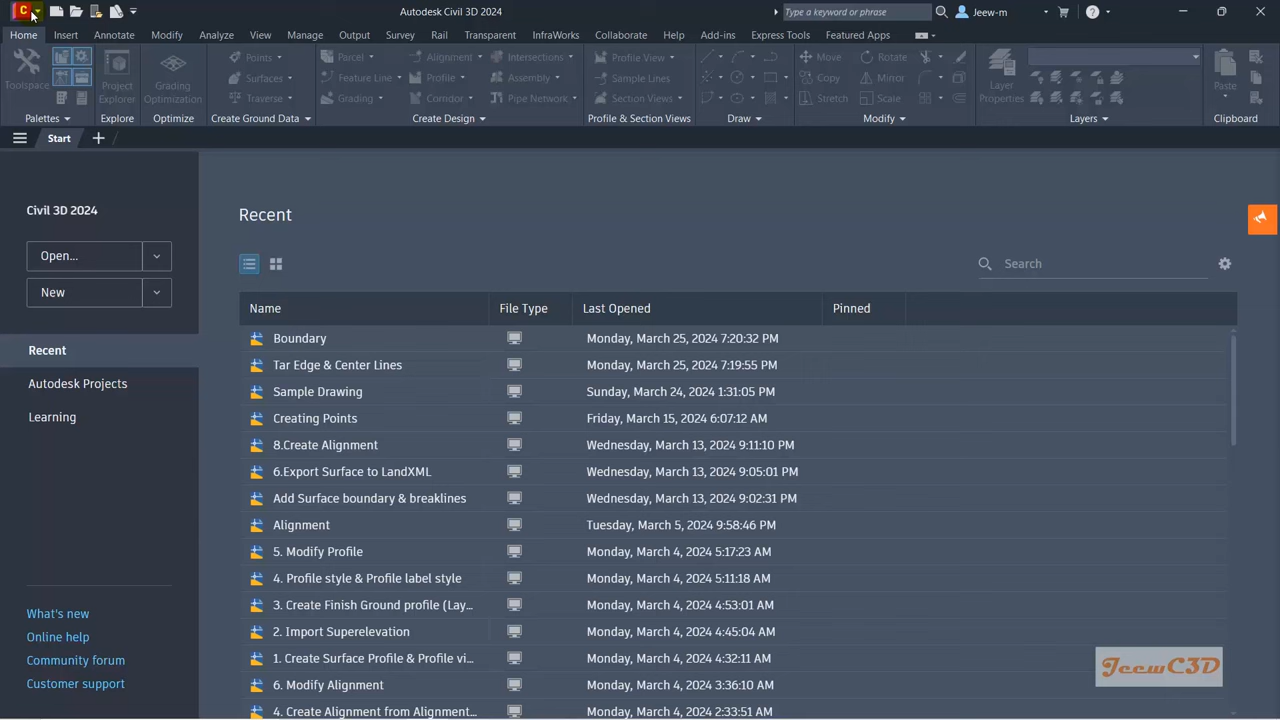 C
Autodesk Civil 3D 2024
Type a keyword or phrase
Jeew-m
?
Home Insert Annotate Modify Analyze View Manage Output Survey Rail Transparent InfraWorks Collaborate Help Add-ins Express Tools Featured Apps
Toolspace
Project Explorer
Grading Optimization
Points
Surfaces
Traverse
Parcel
Feature Line
Grading
Alignment
Profile
Corridor
Intersections
Assembly
Pipe Network
Profile View
Sample Lines
Section Views
Move
Copy
Stretch
Rotate
Mirror
Scale
Layer Properties
Paste
Palettes Explore Optimize Create Ground Data Create Design Profile & Section Views Draw Modify Layers Clipboard
Start
Civil 3D 2024
Open...
New
Recent
Autodesk Projects
Learning
What's new
Online help
Community forum
Customer support
Recent
Search
Name File Type Last Opened Pinned
Boundary Monday, March 25, 2024 7:20:32 PM
Tar Edge & Center Lines Monday, March 25, 2024 7:19:55 PM
Sample Drawing Sunday, March 24, 2024 1:31:05 PM
Creating Points Friday, March 15, 2024 6:07:12 AM
8.Create Alignment Wednesday, March 13, 2024 9:11:10 PM
6.Export Surface to LandXML Wednesday, March 13, 2024 9:05:01 PM
Add Surface boundary & breaklines Wednesday, March 13, 2024 9:02:31 PM
Alignment Tuesday, March 5, 2024 9:58:46 PM
5. Modify Profile Monday, March 4, 2024 5:17:23 AM
4. Profile style & Profile label style Monday, March 4, 2024 5:11:18 AM
3. Create Finish Ground profile (Lay... Monday, March 4, 2024 4:53:01 AM
2. Import Superelevation Monday, March 4, 2024 4:45:04 AM
1. Create Surface Profile & Profile vi... Monday, March 4, 2024 4:32:11 AM
6. Modify Alignment Monday, March 4, 2024 3:36:10 AM
4. Create Alignment from Alignment... Monday, March 4, 2024 2:33:51 AM
JeewC3D